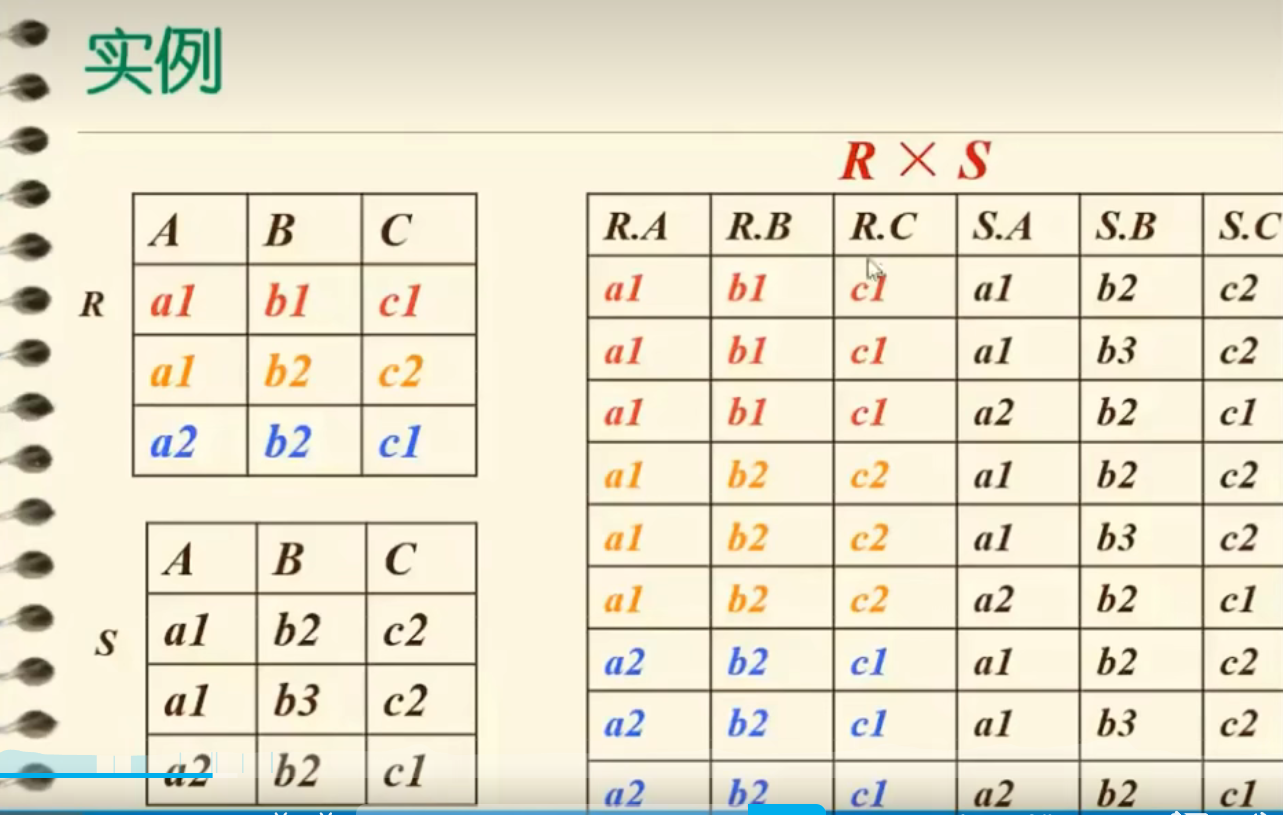 实例
R × S
R
A B C
a1 b1 c1
a1 b2 c2
a2 b2 c1
S
A B C
a1 b2 c2
a1 b3 c2
a2 b2 c1
R.A R.B R.C S.A S.B S.C
a1 b1 c1 a1 b2 c2
a1 b1 c1 a1 b3 c2
a1 b1 c1 a2 b2 c1
a1 b2 c2 a1 b2 c2
a1 b2 c2 a1 b3 c2
a1 b2 c2 a2 b2 c1
a2 b2 c1 a1 b2 c2
a2 b2 c1 a1 b3 c2
a2 b2 c1 a2 b2 c1